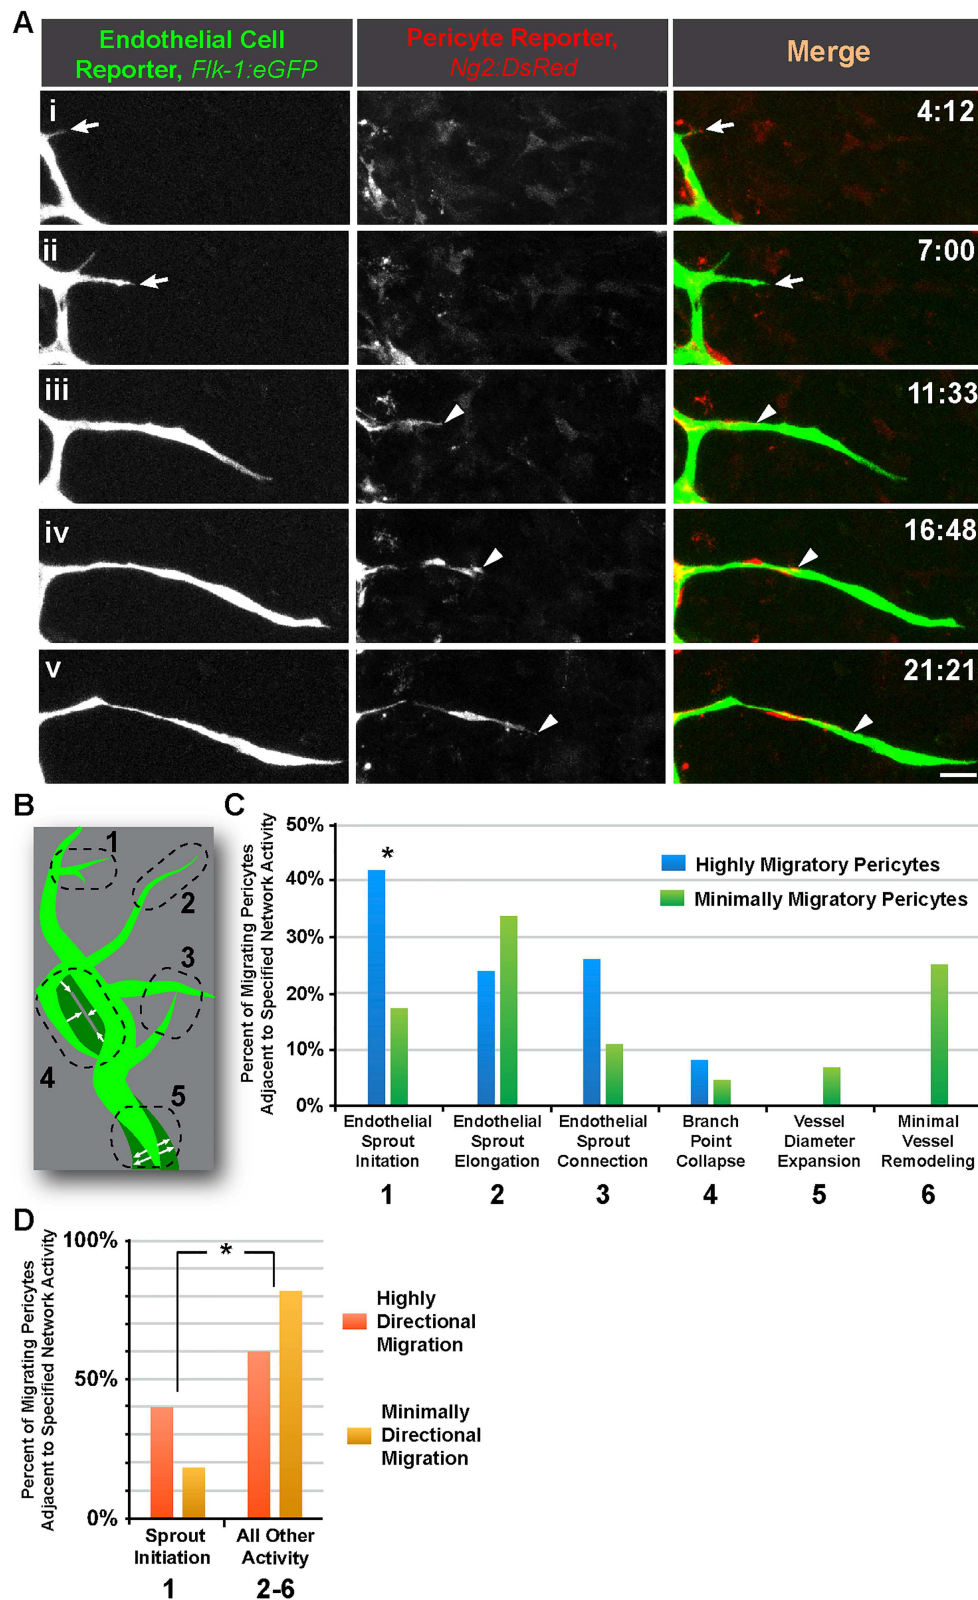 A
Endothelial Cell
Reporter, Flk-1:eGFP
Pericyte Reporter,
Ng2:DsRed
Merge
i
4:12
ii
7:00
iii
11:33
iv
16:48
v
21:21
B
1
2
3
4
5
C
Percent of Migrating Pericytes
Adjacent to Specified Network Activity
50%
40%
30%
20%
10%
0%
*
Highly Migratory Pericytes
Minimally Migratory Pericytes
Endothelial
Sprout
Initation
1
Endothelial
Sprout
Elongation
2
Endothelial
Sprout
Connection
3
Branch
Point
Collapse
4
Vessel
Diameter
Expansion
5
Minimal
Vessel
Remodeling
6
D
Percent of Migrating Pericytes
Adjacent to Specified Network Activity
100%
50%
0%
*
Highly
Directional
Migration
Minimally
Directional
Migration
Sprout
Initiation
1
All Other
Activity
2-6